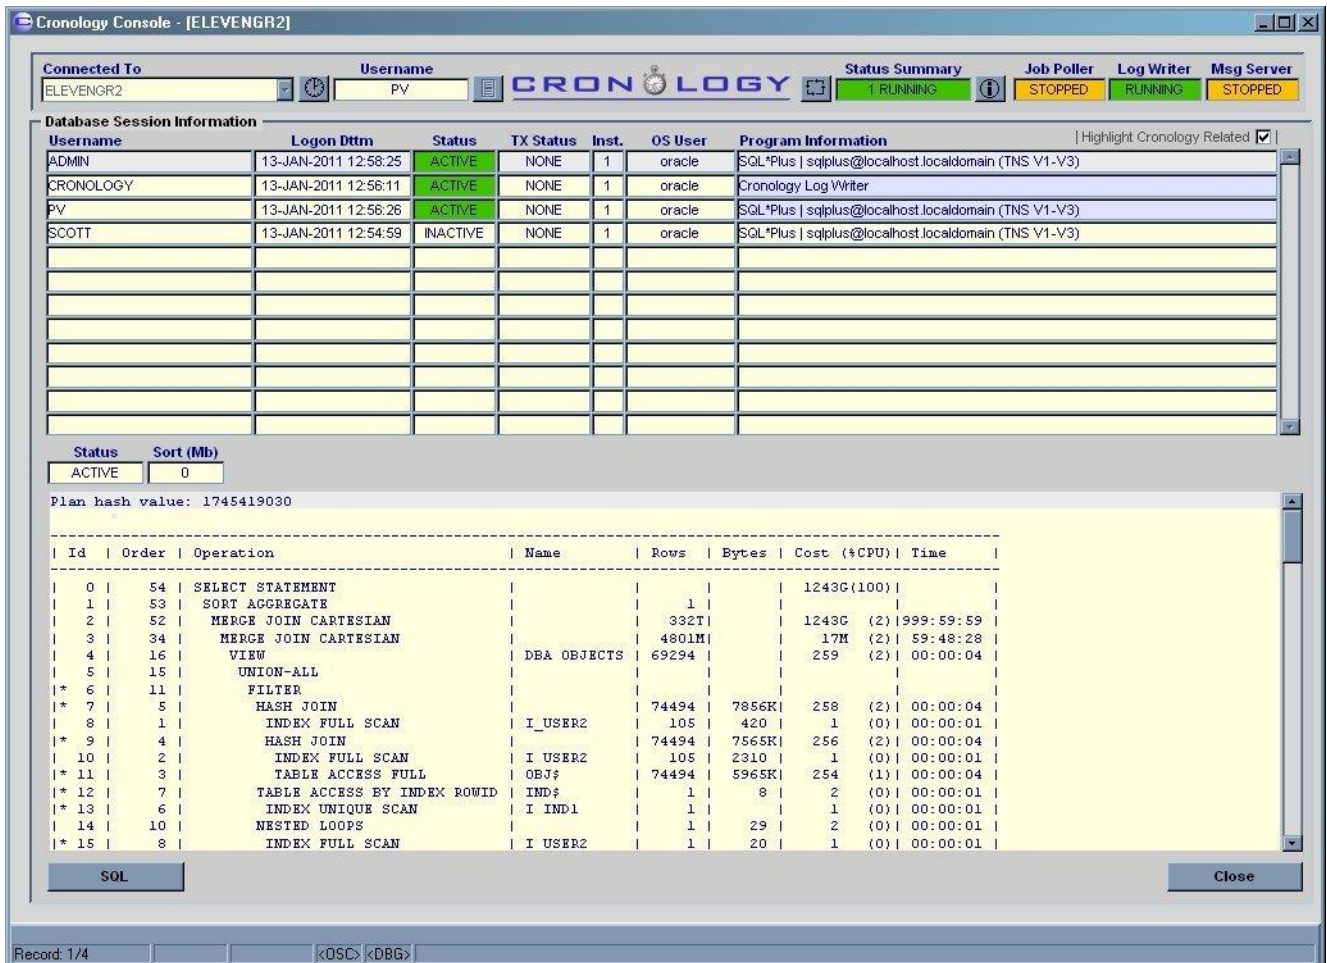 Cronology Console - [ELEVENGR2]
Connected To Username Status Summary Job Poller Log Writer Msg Server
ELEVENGR2 PV CRONOLOGY 1 RUNNING STOPPED RUNNING STOPPED
Database Session Information
Username Logon Dttm Status TX Status Inst. OS User Program Information | Highlight Cronology Related |
ADMIN 13-JAN-2011 12:58:25 ACTIVE NONE 1 oracle SQL*Plus | sqlplus@localhost.localdomain (TNS V1-V3)
CRONOLOGY 13-JAN-2011 12:56:11 ACTIVE NONE 1 oracle Cronology Log Writer
PV 13-JAN-2011 12:56:26 ACTIVE NONE 1 oracle SQL*Plus | sqlplus@localhost.localdomain (TNS V1-V3)
SCOTT 13-JAN-2011 12:54:59 INACTIVE NONE 1 oracle SQL*Plus | sqlplus@localhost.localdomain (TNS V1-V3)
Status Sort (Mb)
ACTIVE 0
Plan hash value: 1745419030
| Id | Order | Operation | Name | Rows | Bytes | Cost (%CPU)| Time |
| 0 | 54 | SELECT STATEMENT | | | | 1243G(100)| |
| 1 | 53 | SORT AGGREGATE | | 1 | | | |
| 2 | 52 | MERGE JOIN CARTESIAN | | 332T| | 1243G (2)|999:59:59 |
| 3 | 34 | MERGE JOIN CARTESIAN | | 4801M| | 17M (2)| 59:48:28 |
| 4 | 16 | VIEW | DBA_OBJECTS | 69294 | | 259 (2)| 00:00:04 |
| 5 | 15 | UNION-ALL | | | | | |
|* 6 | 11 | FILTER | | | | | |
|* 7 | 5 | HASH JOIN | | 74494 | 7856K| 258 (2)| 00:00:04 |
| 8 | 1 | INDEX FULL SCAN | I_USER2 | 105 | 420 | 1 (0)| 00:00:01 |
|* 9 | 4 | HASH JOIN | | 74494 | 7565K| 256 (2)| 00:00:04 |
| 10 | 2 | INDEX FULL SCAN | I_USER2 | 105 | 2310 | 1 (0)| 00:00:01 |
|* 11 | 3 | TABLE ACCESS FULL | OBJ$ | 74494 | 5965K| 254 (1)| 00:00:04 |
|* 12 | 7 | TABLE ACCESS BY INDEX ROWID | IND$ | 1 | 8 | 2 (0)| 00:00:01 |
|* 13 | 6 | INDEX UNIQUE SCAN | I_IND1 | 1 | | 1 (0)| 00:00:01 |
| 14 | 10 | NESTED LOOPS | | 1 | 29 | 2 (0)| 00:00:01 |
|* 15 | 8 | INDEX FULL SCAN | I_USER2 | 1 | 20 | 1 (0)| 00:00:01 |
SQL Close
Record: 1/4 <OSC> <DBG>